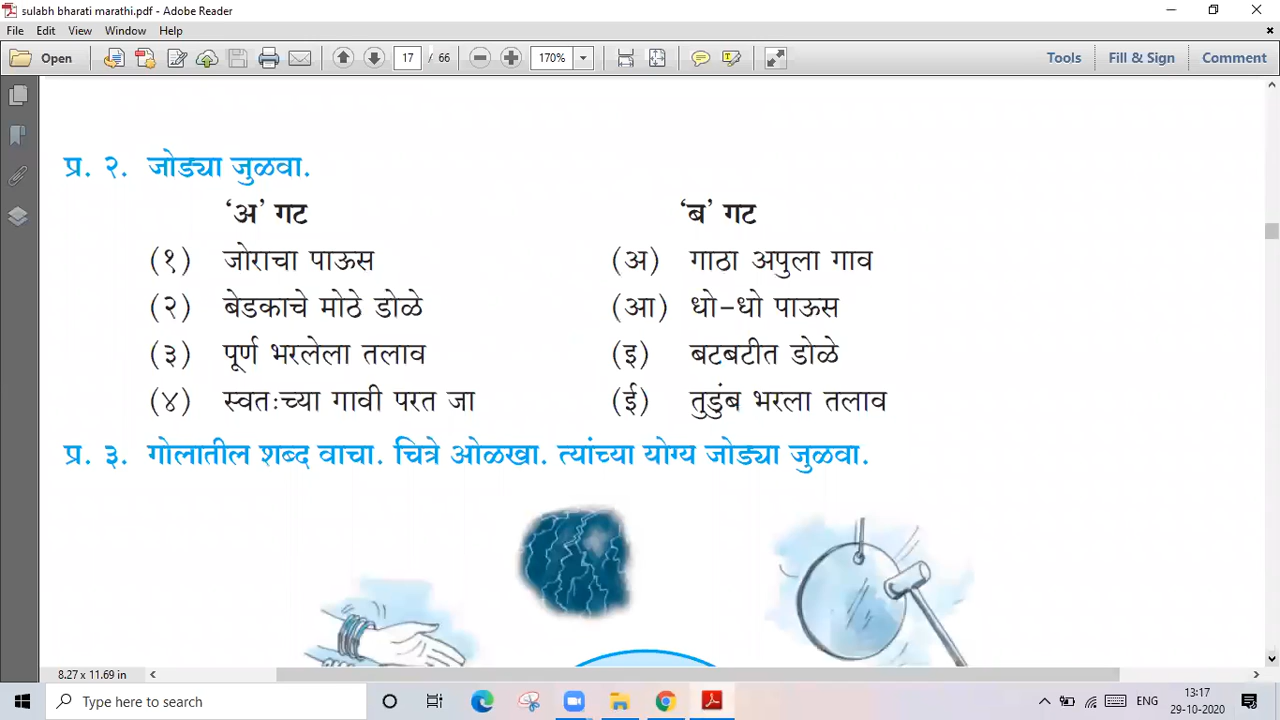 sulabh bharati marathi.pdf - Adobe Reader
File Edit View Window Help
Open 17 / 66 170% Tools Fill & Sign Comment
प्र. २. जोड्या जुळवा.
‘अ’ गट ‘ब’ गट
(१) जोराचा पाऊस (अ) गाठा अपुला गाव
(२) बेडकाचे मोठे डोळे (आ) धो-धो पाऊस
(३) पूर्ण भरलेला तलाव (इ) बटबटीत डोळे
(४) स्वतःच्या गावी परत जा (ई) तुडुंब भरला तलाव
प्र. ३. गोलातील शब्द वाचा. चित्रे ओळखा. त्यांच्या योग्य जोड्या जुळवा.
8.27 x 11.69 in
Type here to search ENG 13:17
29-10-2020